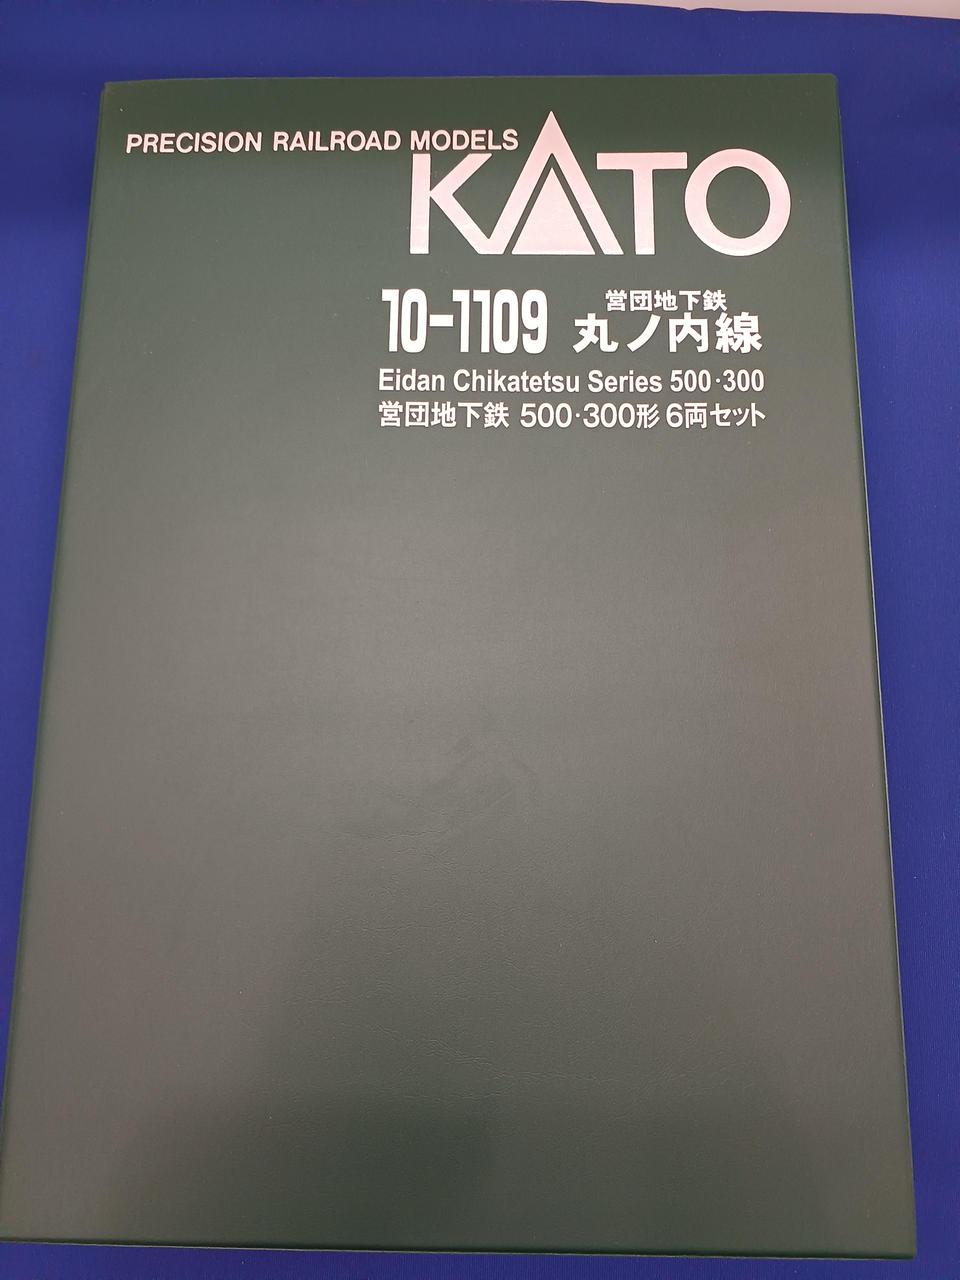 PRECISION RAILROAD MODELS
KATO
10-1109
営団地下鉄
丸ノ内線
Eidan Chikatetsu Series 500・300
営団地下鉄 500・300形 6両セット